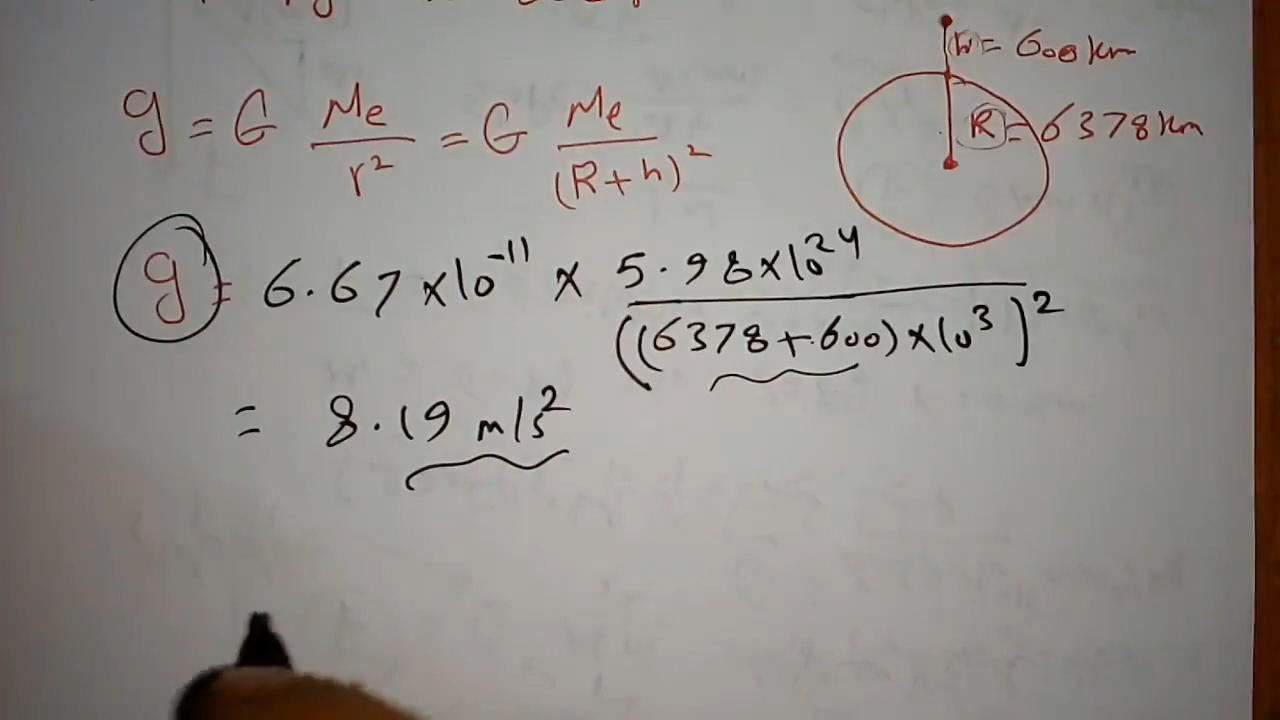 h = 600 km
g = G Me/r² = G Me/(R+h)²
R = 6378 km
g = 6.67 x 10⁻¹¹ x 5.98 x 10²⁴/((6378+600) x 10³)²
= 8.19 m/s²